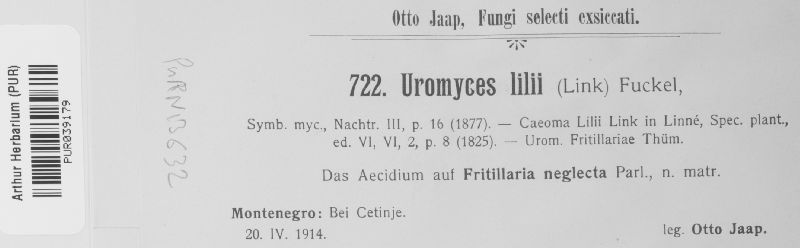 Otto Jaap, Fungi selecti exsiccati.
722. Uromyces lilii (Link) Fuckel,
Symb. myc., Nachtr. III, p. 16 (1877). — Caeoma Lilii Link in Linné, Spec. plant.,
ed. VI, VI, 2, p. 8 (1825). — Urom. Fritillariae Thüm.
Das Aecidium auf Fritillaria neglecta Parl., n. matr.
Montenegro: Bei Cetinje.
20. IV. 1914.
leg. Otto Jaap.
Arthur Herbarium (PUR)
PUR039179
PURN13632